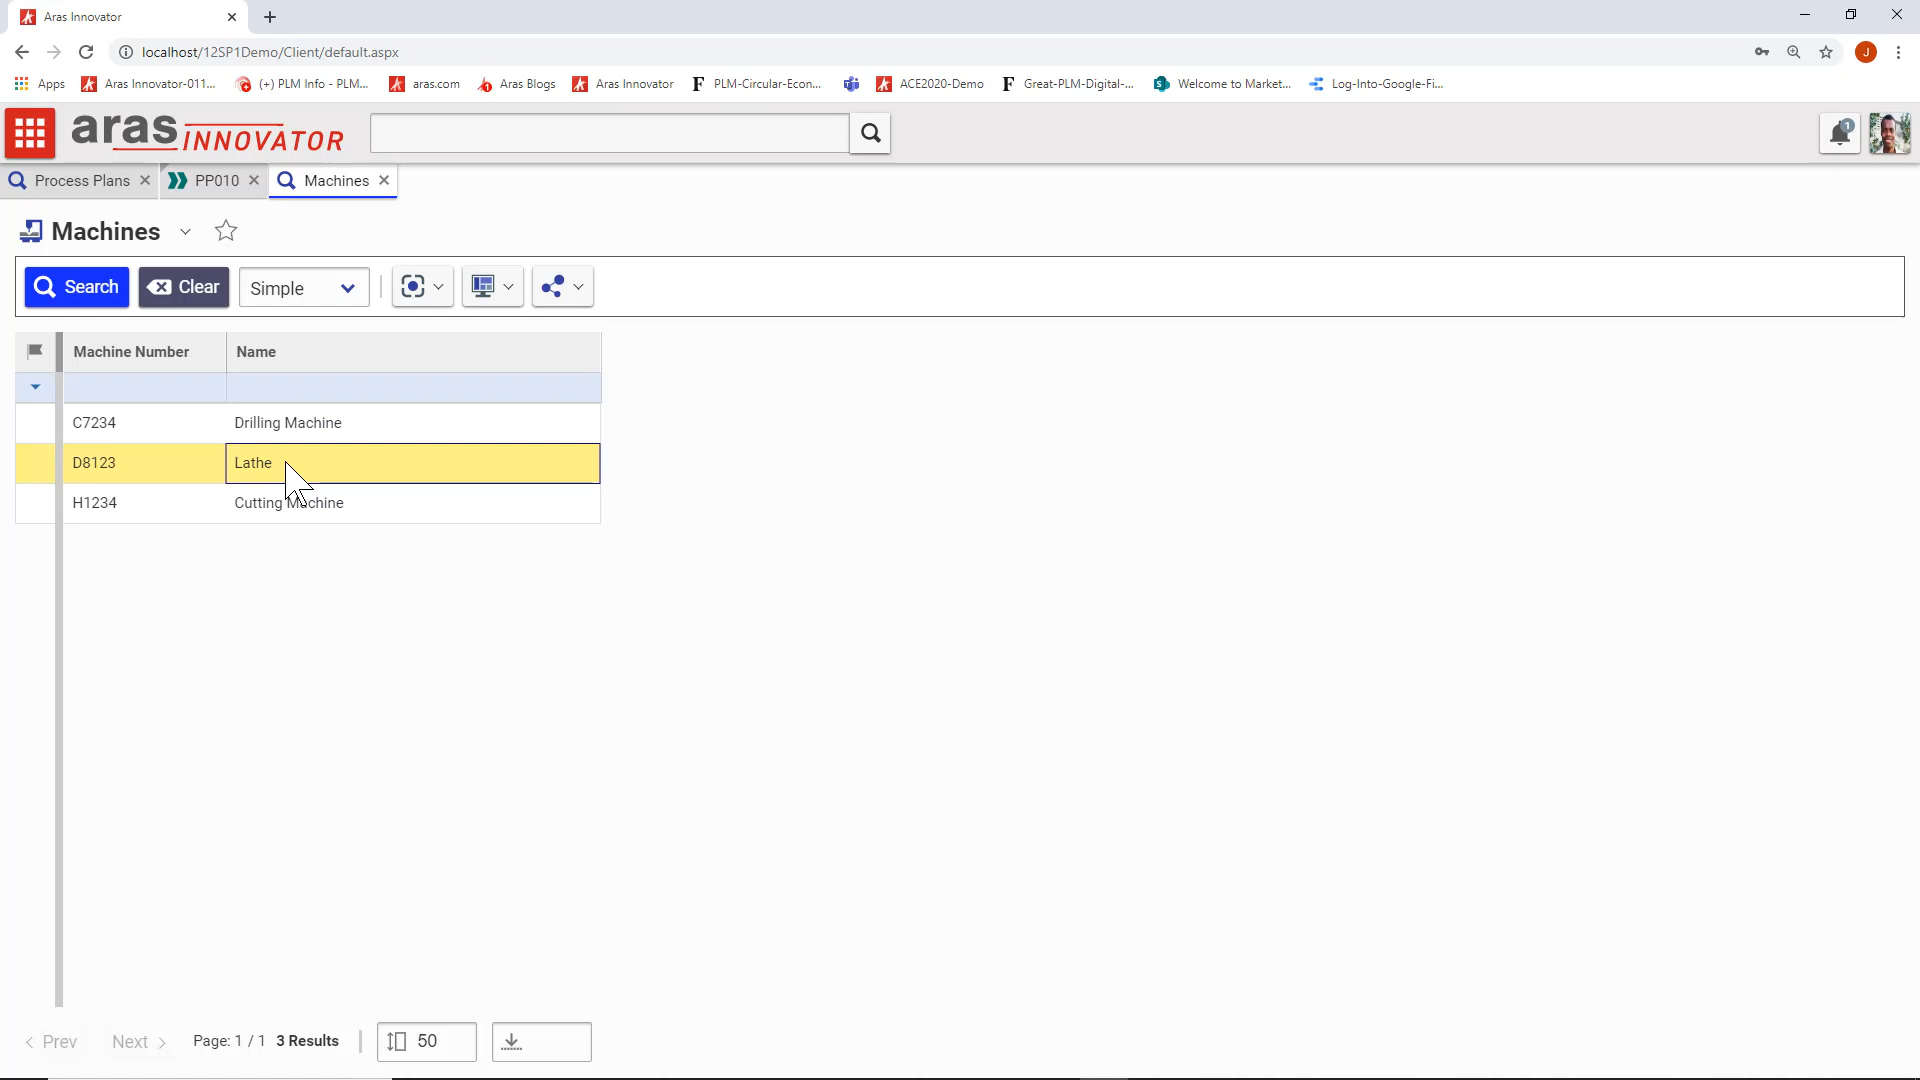 Aras Innovator
localhost/12SP1Demo/Client/default.aspx
J
Apps
Aras Innovator-011...
(+) PLM Info - PLM...
aras.com
Aras Blogs
Aras Innovator
F PLM-Circular-Econ...
ACE2020-Demo
F Great-PLM-Digital-...
Welcome to Market...
Log-Into-Google-Fi...
aras INNOVATOR
1
Process Plans
PP010
Machines
Machines
Search
Clear
Simple
Machine Number
Name
C7234
Drilling Machine
D8123
Lathe
H1234
Cutting Machine
< Prev
Next >
Page: 1 / 1
3 Results
50